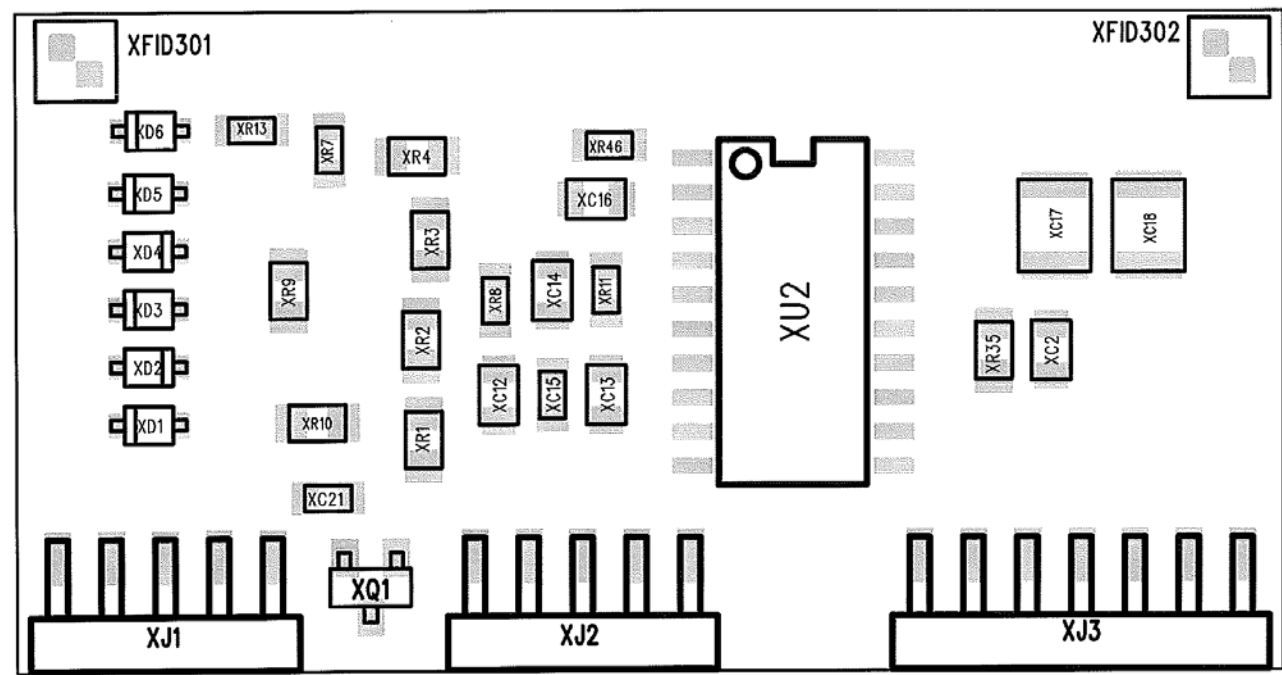 XFID301
XFID302
XD6
XR13
XR7
XR4
XR46
XD5
XC16
XR3
XD4
XC17
XC18
XR9
XR8
XC14
XR11
XU2
XD3
XR2
XR35
XC2
XD2
XC12
XC15
XC13
XD1
XR10
XR1
XC21
XQ1
XJ1
XJ2
XJ3